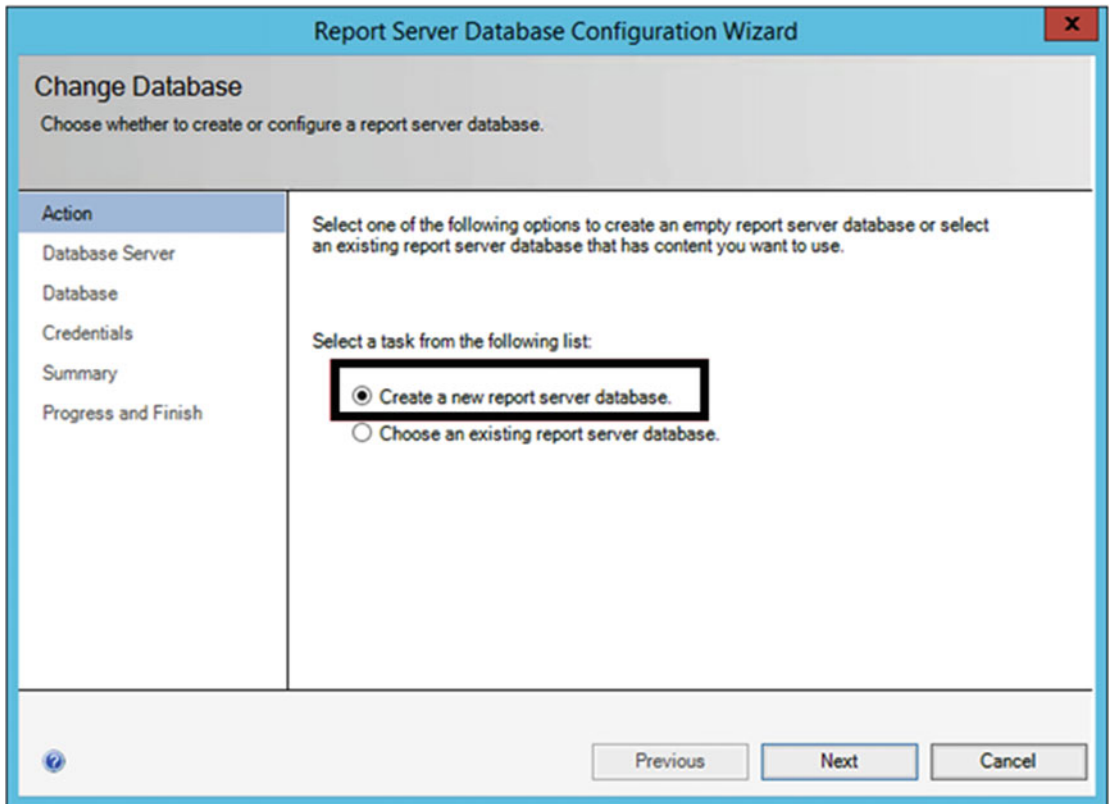 Report Server Database Configuration Wizard
x
Change Database
Choose whether to create or configure a report server database.
Action
Database Server
Database
Credentials
Summary
Progress and Finish
Select one of the following options to create an empty report server database or select
an existing report server database that has content you want to use.
Select a task from the following list:
Create a new report server database.
Choose an existing report server database.
?
Previous
Next
Cancel